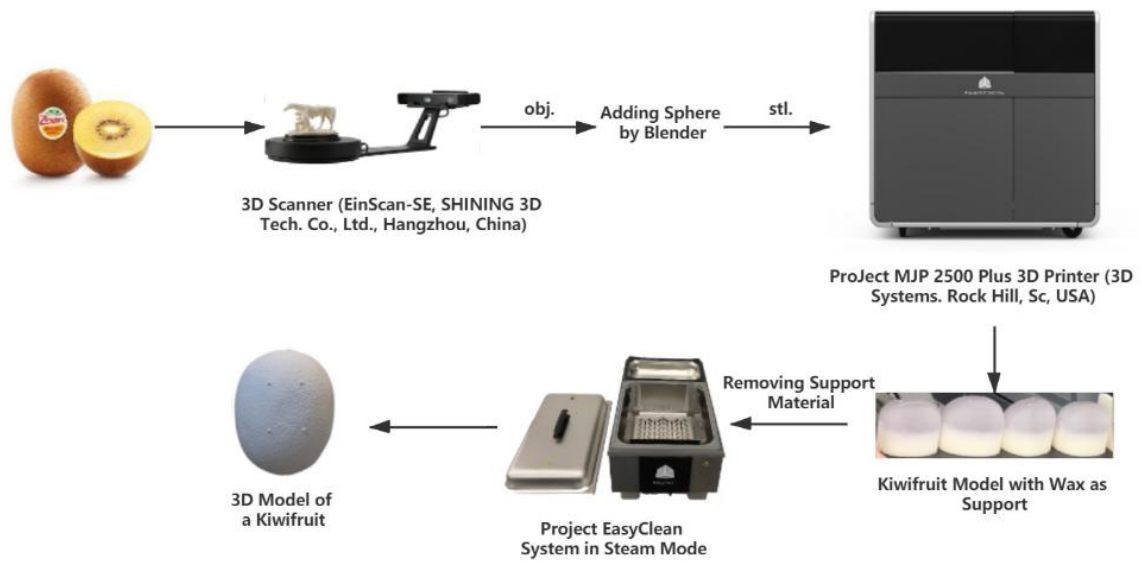 obj.
Adding Sphere
by Blender
stl.
3D Scanner (EinScan-SE, SHINING 3D
Tech. Co., Ltd., Hangzhou, China)
ProJect MJP 2500 Plus 3D Printer (3D
Systems. Rock Hill, Sc, USA)
Removing Support
Material
Kiwifruit Model with Wax as
Support
Project EasyClean
System in Steam Mode
3D Model of
a Kiwifruit